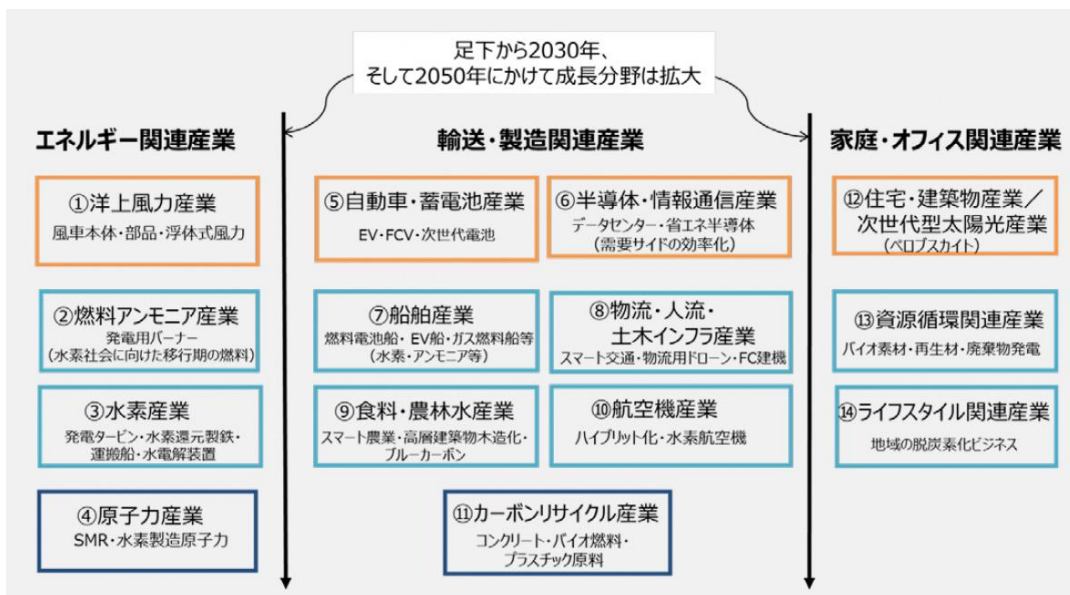 足下から2030年、
そして2050年にかけて成長分野は拡大
エネルギー関連産業
輸送・製造関連産業
家庭・オフィス関連産業
①洋上風力産業
風車本体・部品・浮体式風力
⑤自動車・蓄電池産業
EV・FCV・次世代電池
⑥半導体・情報通信産業
データセンター・省エネ半導体
(需要サイドの効率化)
⑫住宅・建築物産業／
次世代型太陽光産業
(ペロブスカイト)
②燃料アンモニア産業
発電用バーナー
(水素社会に向けた移行期の燃料)
⑦船舶産業
燃料電池船・EV船・ガス燃料船等
(水素・アンモニア等)
⑧物流・人流・
土木インフラ産業
スマート交通・物流用ドローン・FC建機
⑬資源循環関連産業
バイオ素材・再生材・廃棄物発電
③水素産業
発電タービン・水素還元製鉄・
運搬船・水電解装置
⑨食料・農林水産業
スマート農業・高層建築物木造化・
ブルーカーボン
⑩航空機産業
ハイブリット化・水素航空機
⑭ライフスタイル関連産業
地域の脱炭素化ビジネス
④原子力産業
SMR・水素製造原子力
⑪カーボンリサイクル産業
コンクリート・バイオ燃料・
プラスチック原料